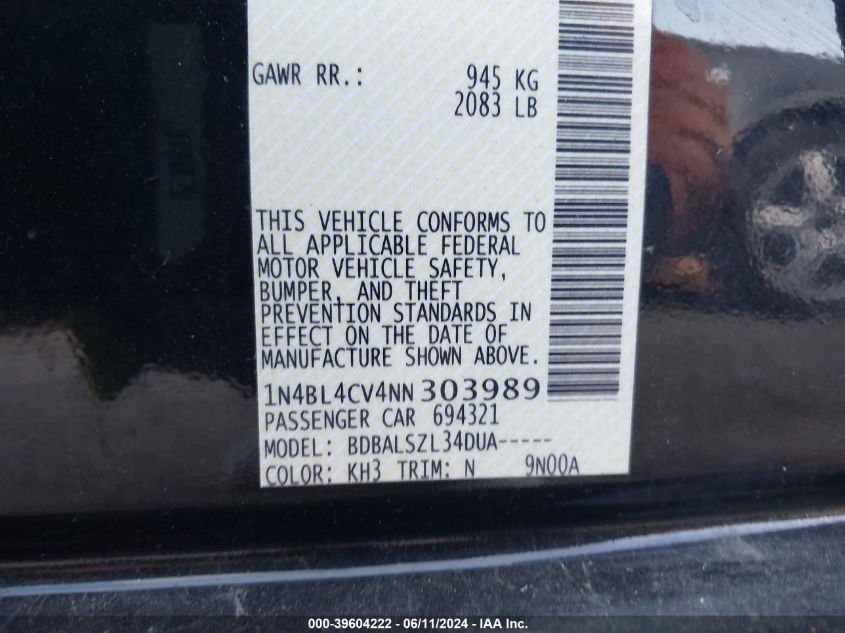 GAWR RR.: 945 KG
2083 LB
THIS VEHICLE CONFORMS TO
ALL APPLICABLE FEDERAL
MOTOR VEHICLE SAFETY,
BUMPER, AND THEFT
PREVENTION STANDARDS IN
EFFECT ON THE DATE OF
MANUFACTURE SHOWN ABOVE.
1N4BL4CV4NN303989
PASSENGER CAR 694321
MODEL: BDBALSZL34DUA-----
COLOR: KH3 TRIM: N 9N00A
000-39604222 - 06/11/2024 - IAA Inc.